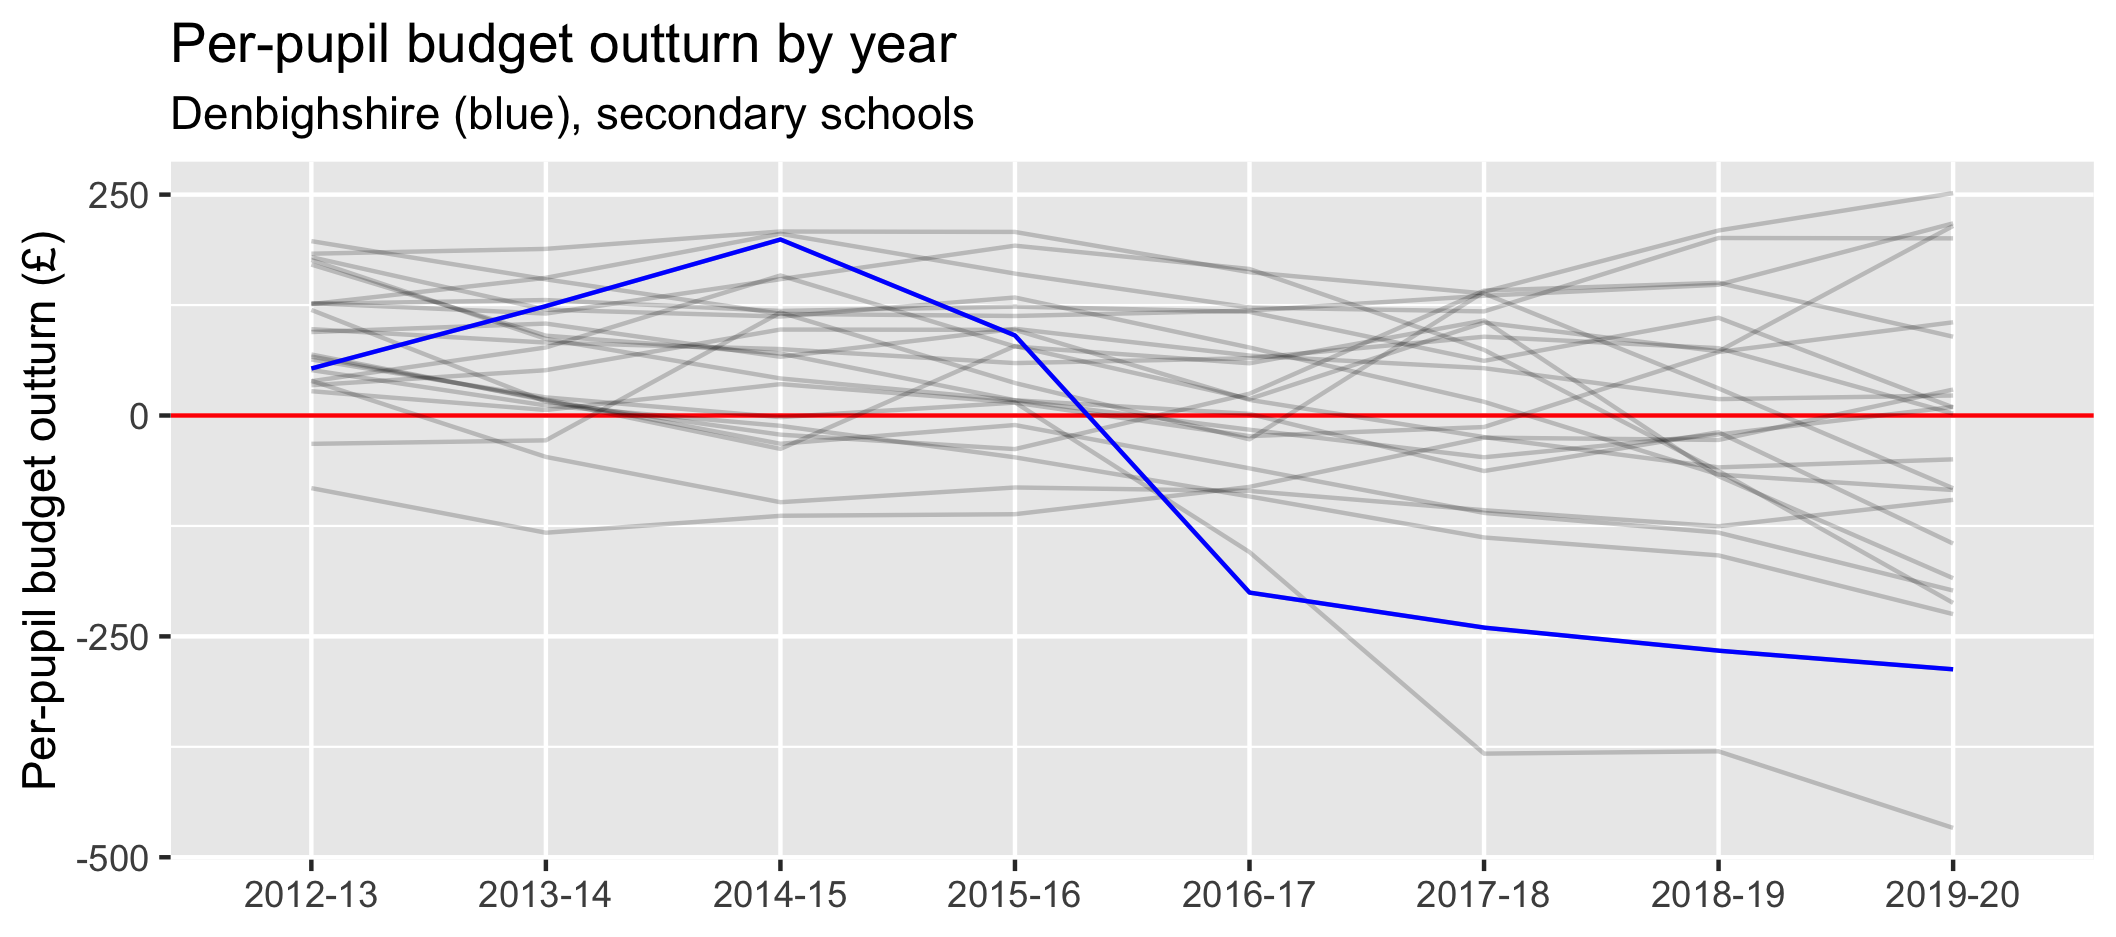 Per-pupil budget outturn by year
Denbighshire (blue), secondary schools
Per-pupil budget outturn (£)
250
0
-250
-500
2012-13 2013-14 2014-15 2015-16 2016-17 2017-18 2018-19 2019-20